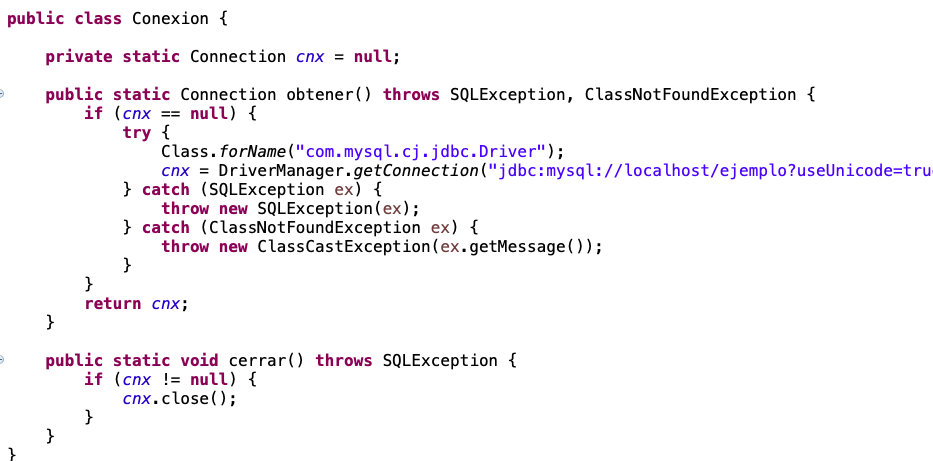 public class Conexion {
    private static Connection cnx = null;
    public static Connection obtener() throws SQLException, ClassNotFoundException {
        if (cnx == null) {
            try {
                Class.forName("com.mysql.cj.jdbc.Driver");
                cnx = DriverManager.getConnection("jdbc:mysql://localhost/ejemplo?useUnicode=tru
            } catch (SQLException ex) {
                throw new SQLException(ex);
            } catch (ClassNotFoundException ex) {
                throw new ClassCastException(ex.getMessage());
            }
        }
        return cnx;
    }
    public static void cerrar() throws SQLException {
        if (cnx != null) {
            cnx.close();
        }
    }
}